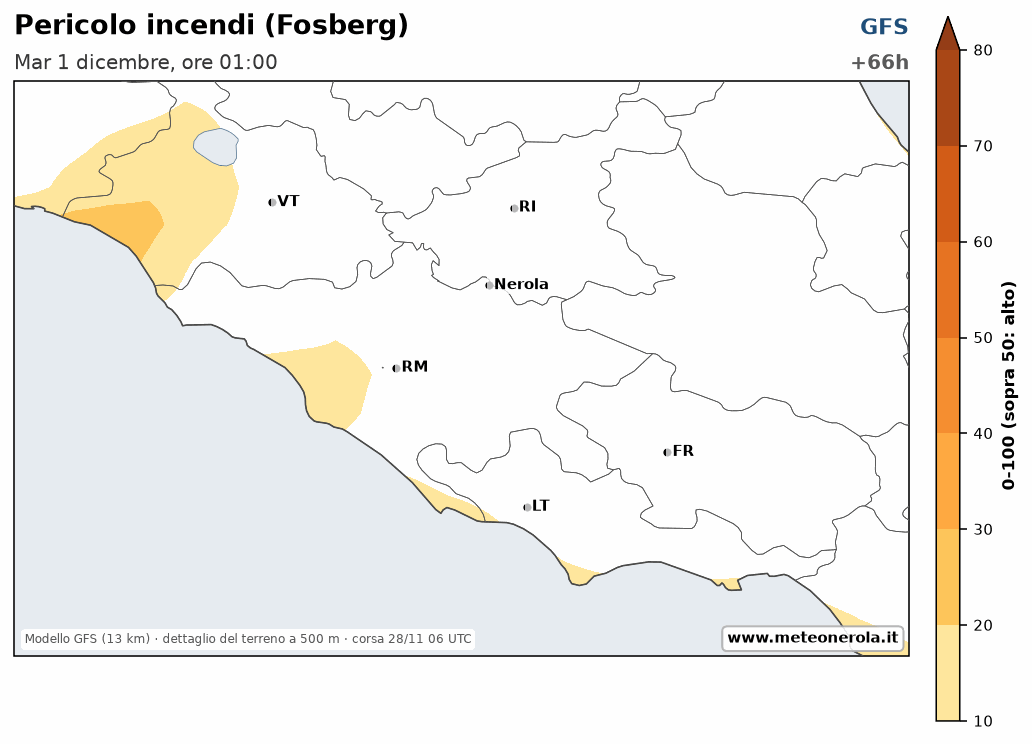 Pericolo incendi (Fosberg)
GFS
Mar 1 dicembre, ore 01:00
+66h
80
70
60
50
40
30
20
10
0-100 (sopra 50: alto)
VT
RI
Nerola
RM
FR
LT
Modello GFS (13 km) · dettaglio del terreno a 500 m · corsa 28/11 06 UTC
www.meteonerola.it